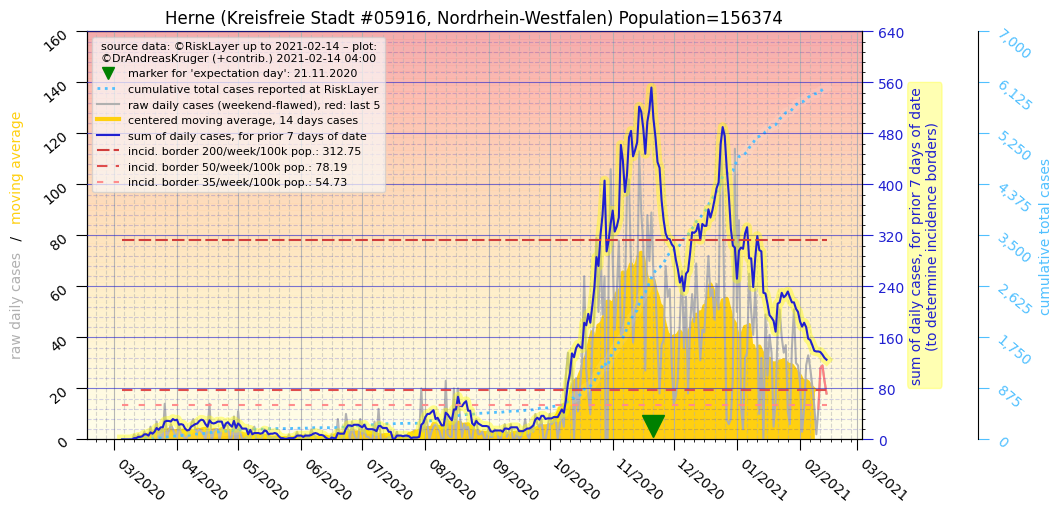 Herne (Kreisfreie Stadt #05916, Nordrhein-Westfalen) Population=156374
source data: ©RiskLayer up to 2021-02-14 – plot:
©DrAndreasKruger (+contrib.) 2021-02-14 04:00
marker for 'expectation day': 21.11.2020
cumulative total cases reported at RiskLayer
raw daily cases (weekend-flawed), red: last 5
centered moving average, 14 days cases
sum of daily cases, for prior 7 days of date
incid. border 200/week/100k pop.: 312.75
incid. border 50/week/100k pop.: 78.19
incid. border 35/week/100k pop.: 54.73
raw daily cases / moving average
160
140
120
100
80
60
40
20
0
03/2020
04/2020
05/2020
06/2020
07/2020
08/2020
09/2020
10/2020
11/2020
12/2020
01/2021
02/2021
03/2021
640
560
480
400
320
240
160
80
0
sum of daily cases, for prior 7 days of date
(to determine incidence borders)
7,000
6,125
5,250
4,375
3,500
2,625
1,750
875
0
cumulative total cases